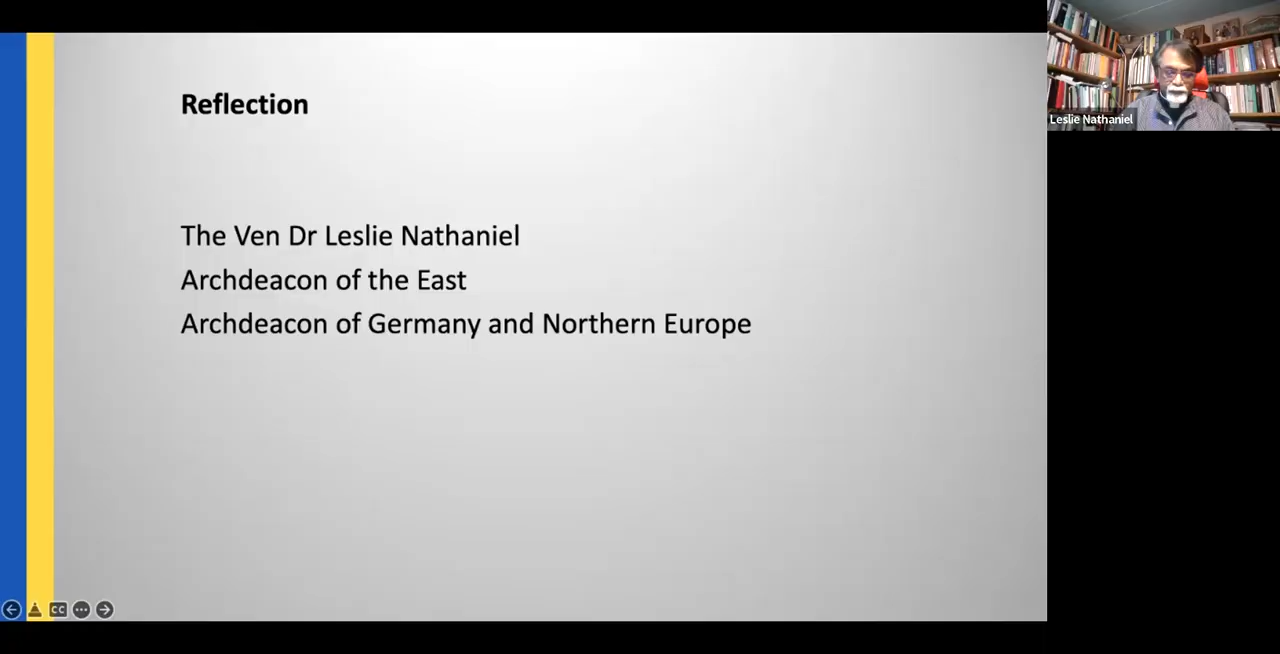 Reflection
The Ven Dr Leslie Nathaniel
Archdeacon of the East
Archdeacon of Germany and Northern Europe
Leslie Nathaniel
CC